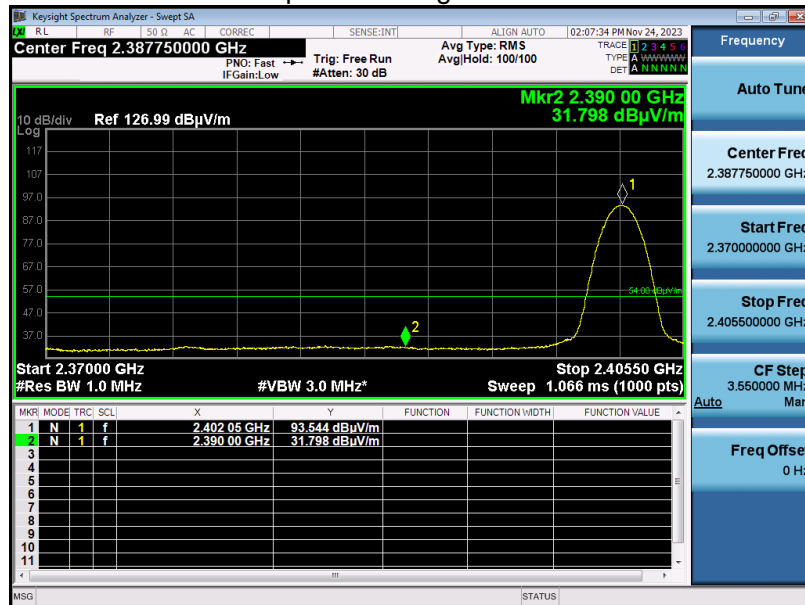 Keysight Spectrum Analyzer - Swept SA
LXI RL RF 50 Ω AC CORREC SENSE:INT ALIGN AUTO 02:07:34 PM Nov 24, 2023
Center Freq 2.387750000 GHz
PNO: Fast
IFGain:Low
Trig: Free Run
#Atten: 30 dB
Avg Type: RMS
Avg|Hold: 100/100
TRACE 1 2 3 4 5 6
TYPE A WWWWW
DET A N N N N N
Mkr2 2.390 00 GHz
31.798 dBµV/m
10 dB/div Ref 126.99 dBµV/m
Log
117
107
97.0
87.0
77.0
67.0
57.0
47.0
37.0
1
2
54.00 dBµV/m
Start 2.37000 GHz Stop 2.40550 GHz
#Res BW 1.0 MHz #VBW 3.0 MHz* Sweep 1.066 ms (1000 pts)
MKR MODE TRC SCL X Y FUNCTION FUNCTION WIDTH FUNCTION VALUE
1 N 1 f 2.402 05 GHz 93.544 dBµV/m
2 N 1 f 2.390 00 GHz 31.798 dBµV/m
3
4
5
6
7
8
9
10
11
MSG STATUS
Frequency
Auto Tune
Center Freq
2.387750000 GHz
Start Freq
2.370000000 GHz
Stop Freq
2.405500000 GHz
CF Step
3.550000 MHz
Auto Man
Freq Offset
0 Hz